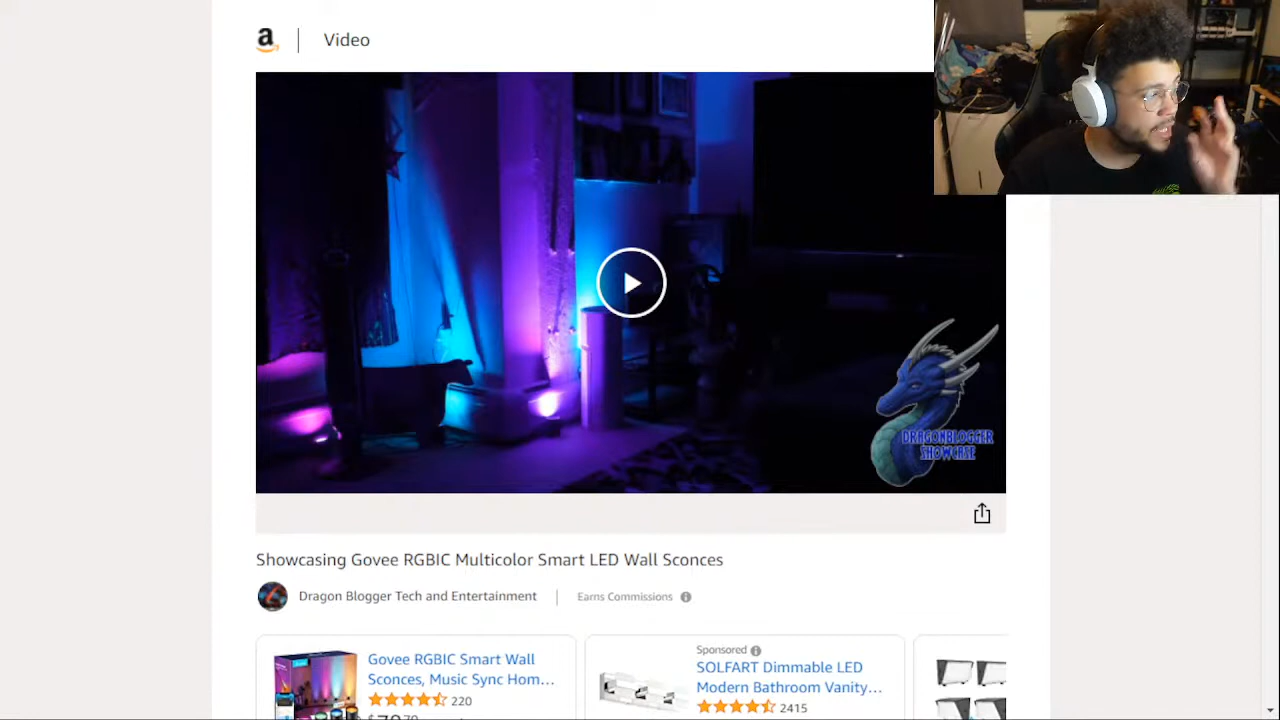 a
Video
DRAGONBLOGGER
SHOWCASE
Showcasing Govee RGBIC Multicolor Smart LED Wall Sconces
Dragon Blogger Tech and Entertainment
Earns Commissions
Govee RGBIC Smart Wall
Sconces, Music Sync Hom...
220
Sponsored
SOLFART Dimmable LED
Modern Bathroom Vanity...
2415